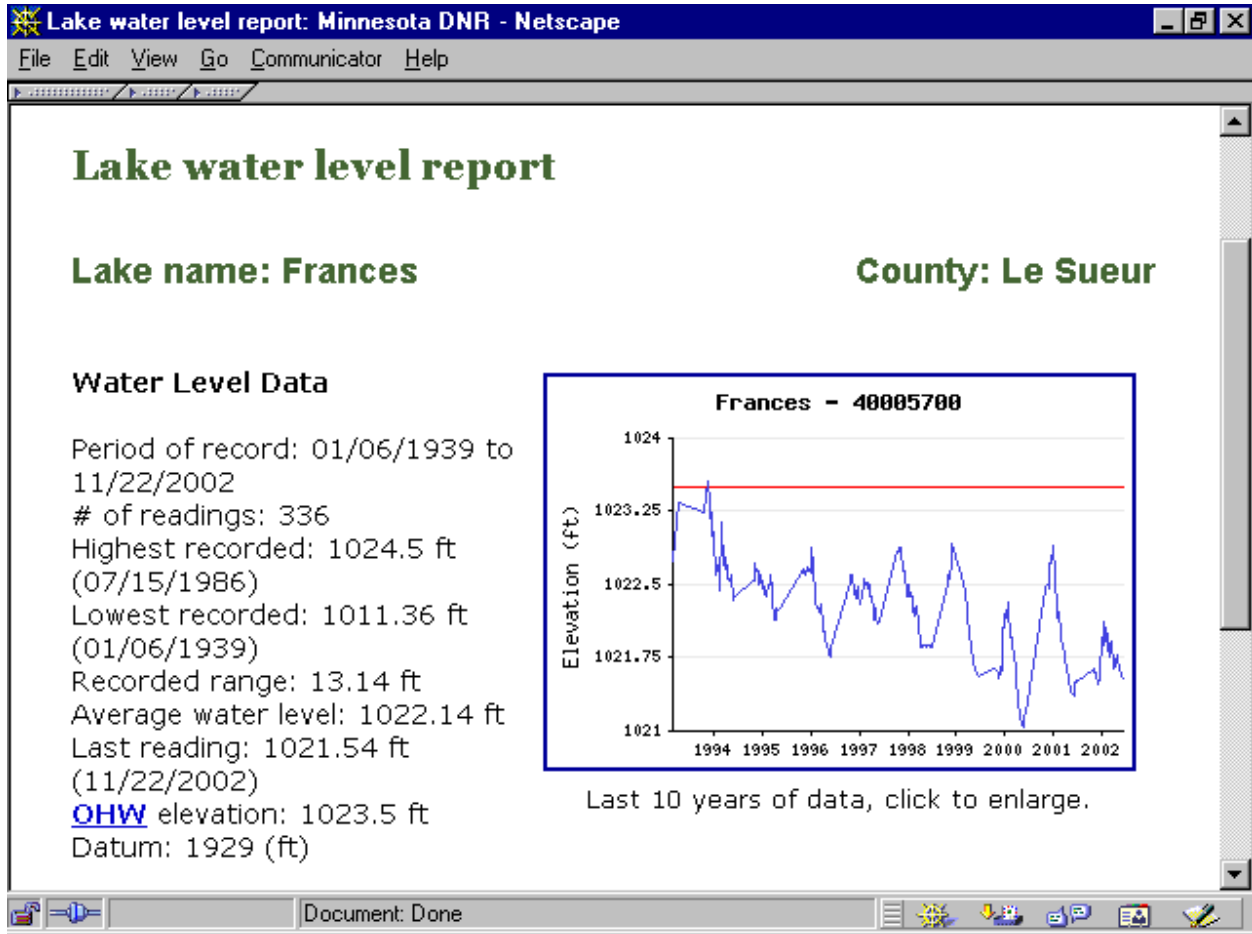 Lake water level report: Minnesota DNR - Netscape
File Edit View Go Communicator Help
Lake water level report
Lake name: Frances
County: Le Sueur
Water Level Data
Period of record: 01/06/1939 to
11/22/2002
# of readings: 336
Highest recorded: 1024.5 ft
(07/15/1986)
Lowest recorded: 1011.36 ft
(01/06/1939)
Recorded range: 13.14 ft
Average water level: 1022.14 ft
Last reading: 1021.54 ft
(11/22/2002)
OHW elevation: 1023.5 ft
Datum: 1929 (ft)
Frances - 40005700
Elevation (ft)
1024
1023.25
1022.5
1021.75
1021
1994 1995 1996 1997 1998 1999 2000 2001 2002
Last 10 years of data, click to enlarge.
Document: Done